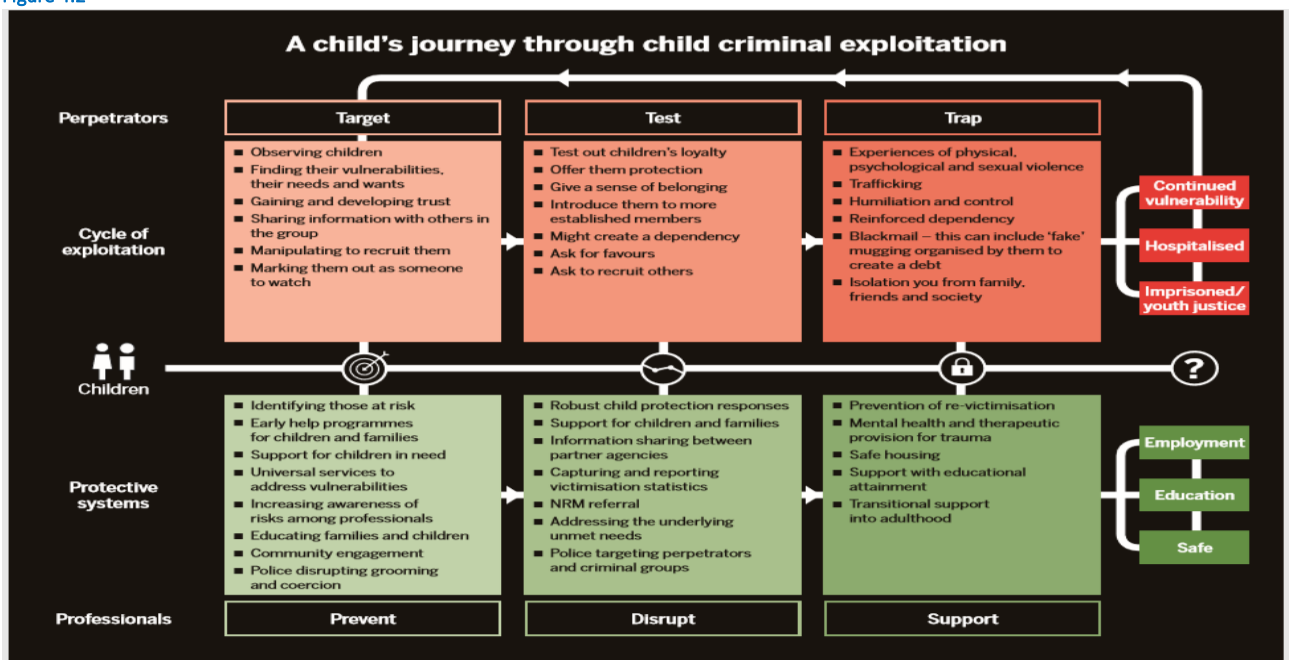 Figure
A child's journey through child criminal exploitation
Perpetrators
Target
Test
Trap
Cycle of
exploitation
▪ Observing children
▪ Finding their vulnerabilities,
their needs and wants
▪ Gaining and developing trust
▪ Sharing information with others in
the group
▪ Manipulating to recruit them
▪ Marking them out as someone
to watch
▪ Test out children's loyalty
▪ Offer them protection
▪ Give a sense of belonging
▪ Introduce them to more
established members
▪ Might create a dependency
▪ Ask for favours
▪ Ask to recruit others
▪ Experiences of physical,
psychological and sexual violence
▪ Trafficking
▪ Humiliation and control
▪ Reinforced dependency
▪ Blackmail – this can include 'fake'
mugging organised by them to
create a debt
▪ Isolation you from family,
friends and society
Continued
vulnerability
Hospitalised
Imprisoned/
youth justice
Children
?
Protective
systems
▪ Identifying those at risk
▪ Early help programmes
for children and families
▪ Support for children in need
▪ Universal services to
address vulnerabilities
▪ Increasing awareness of
risks among professionals
▪ Educating families and children
▪ Community engagement
▪ Police disrupting grooming
and coercion
▪ Robust child protection responses
▪ Support for children and families
▪ Information sharing between
partner agencies
▪ Capturing and reporting
victimisation statistics
▪ NRM referral
▪ Addressing the underlying
unmet needs
▪ Police targeting perpetrators
and criminal groups
▪ Prevention of re-victimisation
▪ Mental health and therapeutic
provision for trauma
▪ Safe housing
▪ Support with educational
attainment
▪ Transitional support
into adulthood
Employment
Education
Safe
Professionals
Prevent
Disrupt
Support